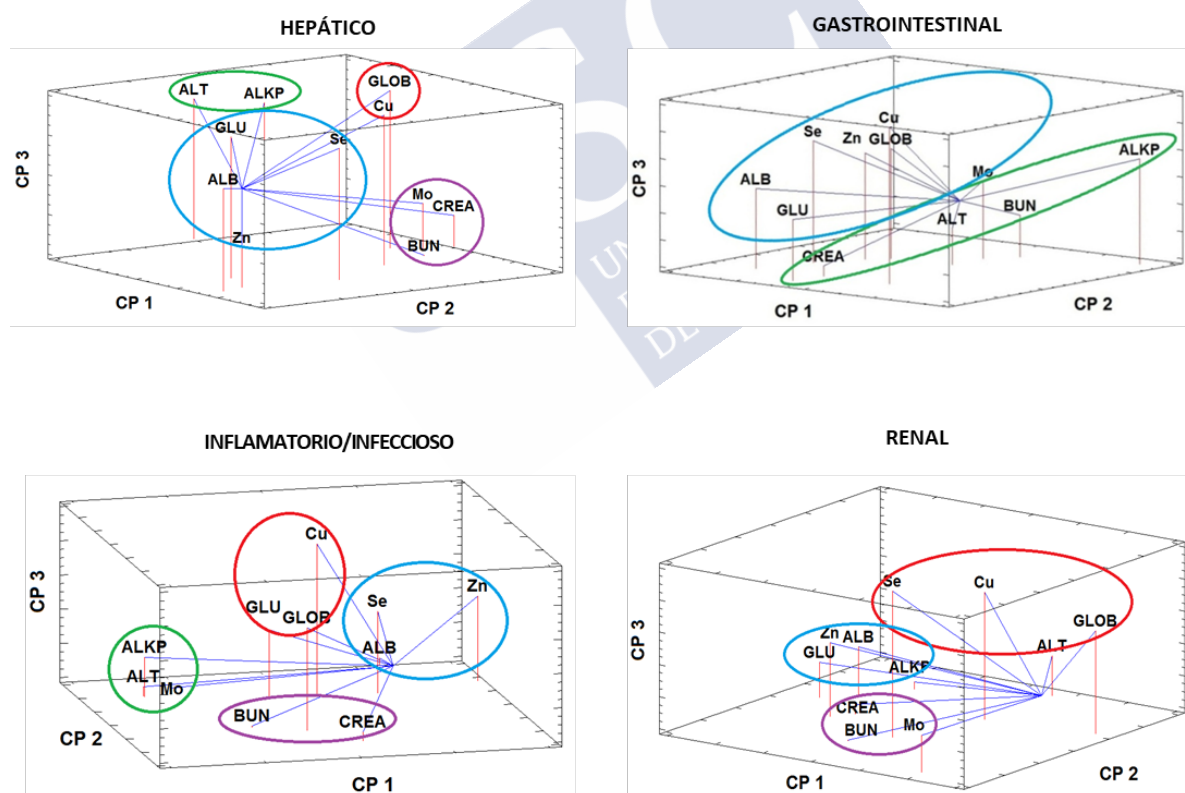 HEPÁTICO
GLOB
ALT
ALKP
Cu
GLU
Se
ALB
Mo
CREA
Zn
BUN
CP 3
CP 1
CP 2
GASTROINTESTINAL
Cu
Se
Zn
GLOB
ALKP
Mo
ALB
GLU
ALT
BUN
CREA
CP 3
CP 1
CP 2
UN
DE
INFLAMATORIO/INFECCIOSO
Cu
Zn
GLU
GLOB
Se
ALKP
ALB
ALT
Mo
BUN
CREA
CP 3
CP 2
CP 1
RENAL
Se
Cu
GLOB
Zn
ALB
ALT
GLU
ALKP
CREA
BUN
Mo
CP 3
CP 1
CP 2